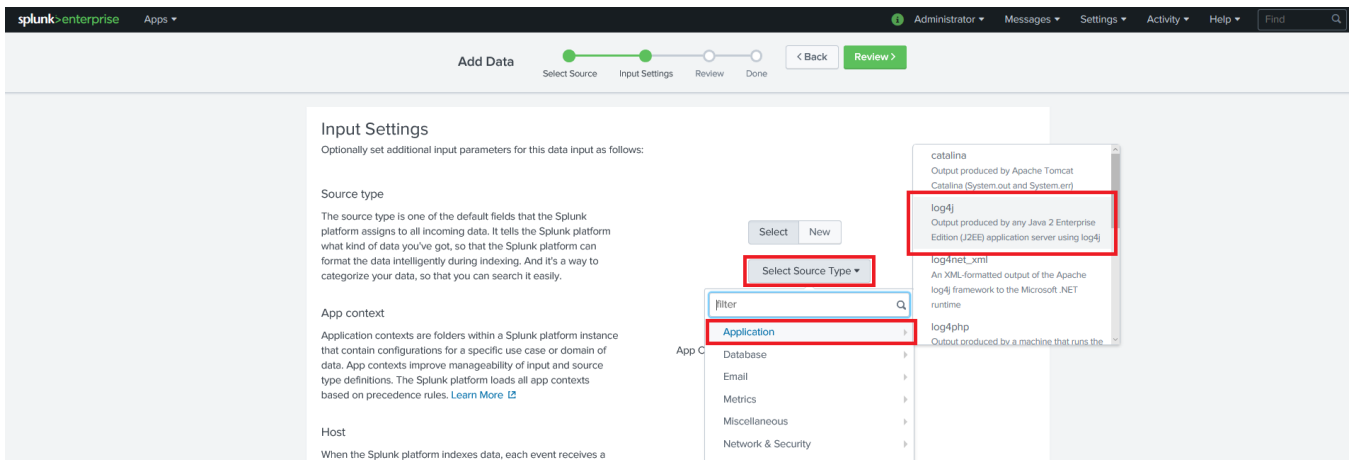 splunk>enterprise Apps Administrator Messages Settings Activity Help Find
Add Data
Select Source Input Settings Review Done
< Back Review >
Input Settings
Optionally set additional input parameters for this data input as follows:
Source type
The source type is one of the default fields that the Splunk
platform assigns to all incoming data. It tells the Splunk platform
what kind of data you've got, so that the Splunk platform can
format the data intelligently during indexing. And it's a way to
categorize your data, so that you can search it easily.
Select New
Select Source Type
filter
Application
Database
Email
Metrics
Miscellaneous
Network & Security
catalina
Output produced by Apache Tomcat
Catalina (System.out and System.err)
log4j
Output produced by any Java 2 Enterprise
Edition (J2EE) application server using log4j
log4net_xml
An XML-formatted output of the Apache
log4j framework to the Microsoft .NET
runtime
log4php
Output produced by a machine that runs the
App context
Application contexts are folders within a Splunk platform instance
that contain configurations for a specific use case or domain of
data. App contexts improve manageability of input and source
type definitions. The Splunk platform loads all app contexts
based on precedence rules. Learn More
App C
Host
When the Splunk platform indexes data, each event receives a